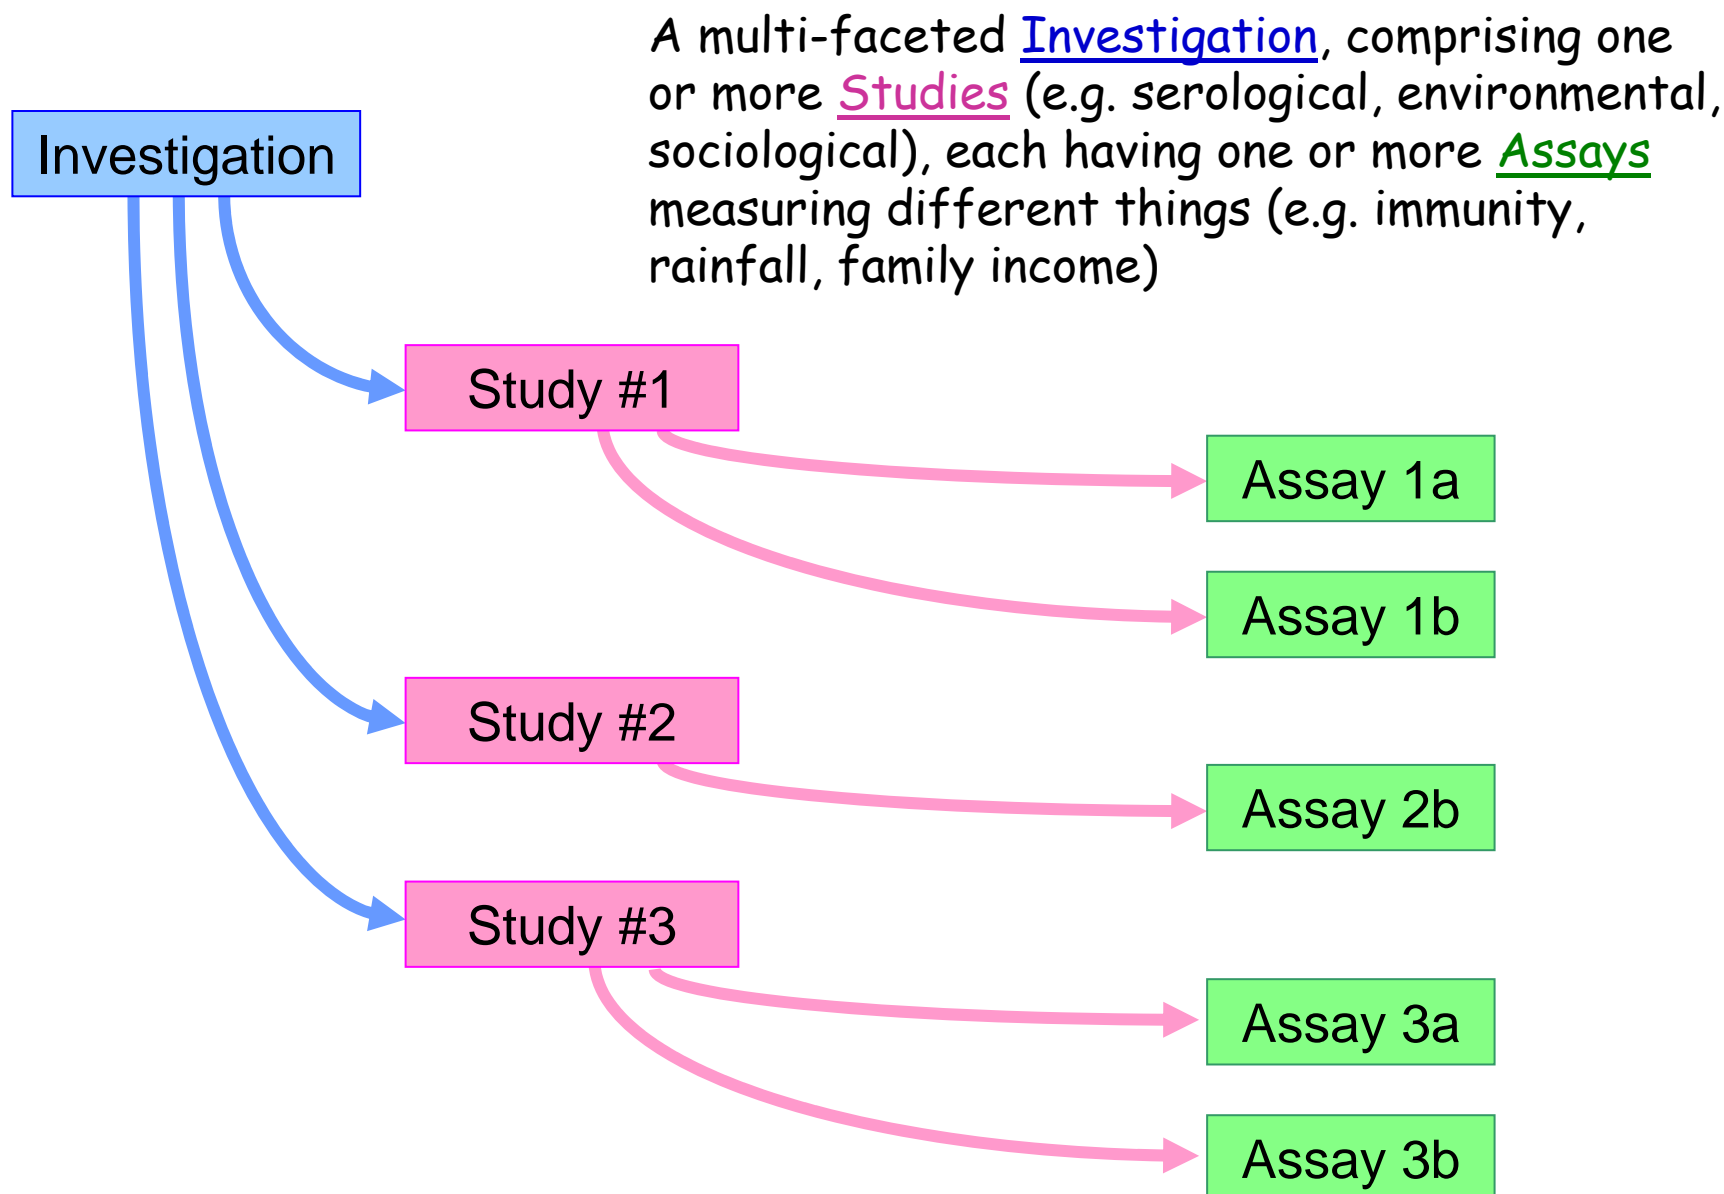 A multi-faceted Investigation, comprising one
or more Studies (e.g. serological, environmental,
sociological), each having one or more Assays
measuring different things (e.g. immunity,
rainfall, family income)
Investigation
Study #1
Assay 1a
Assay 1b
Study #2
Assay 2b
Study #3
Assay 3a
Assay 3b